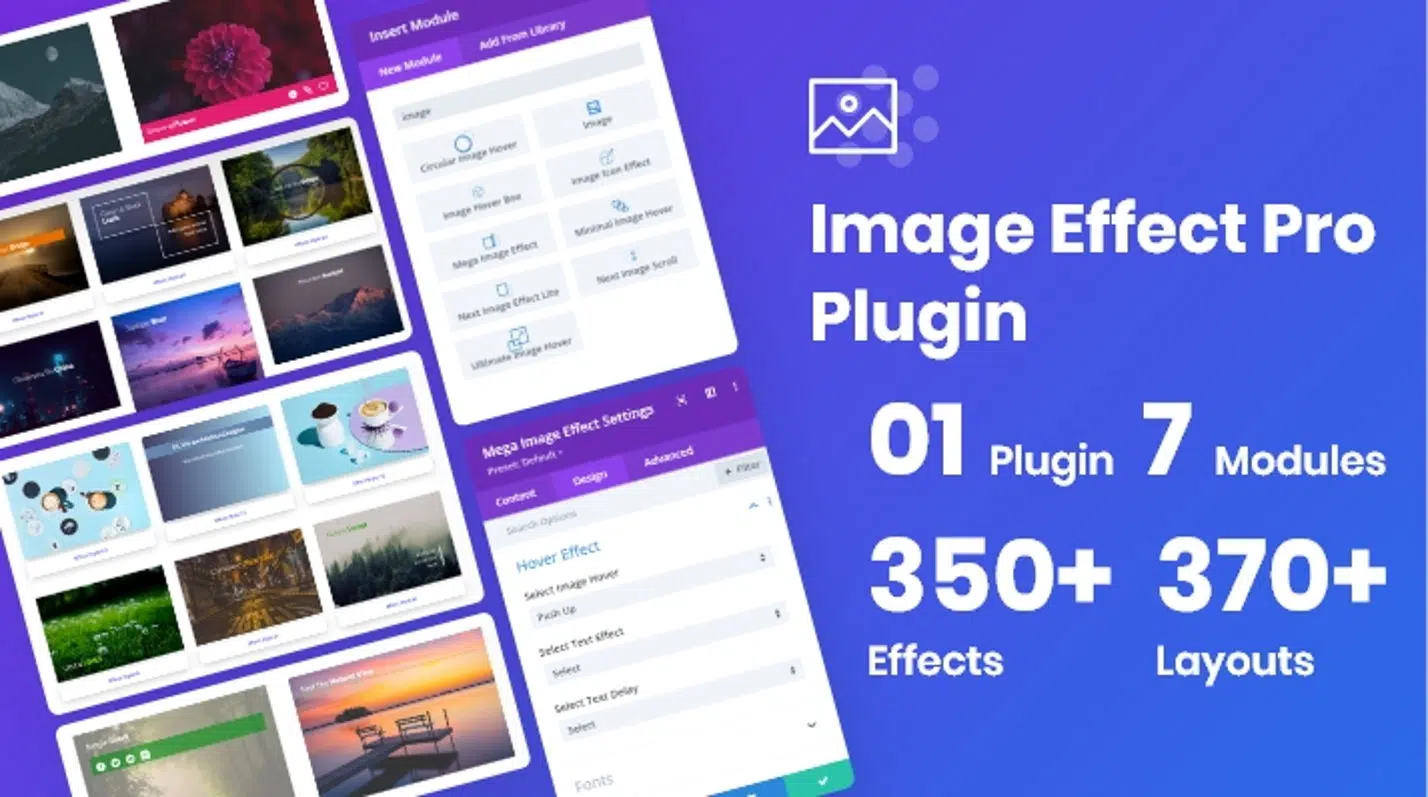 Insert Module
New Module
Add From Library
image
Circular Image Hover
Image
Image Hover Box
Image Icon Effect
Mega Image Effect
Minimal Image Hover
Next Image Effect Lite
Next Image Scroll
Ultimate Image Hover
Mega Image Effect Settings
Preset: Default
Content
Design
Advanced
Search Options
+ Filter
Hover Effect
Select Image Hover
Push Up
Select Text Effect
Select
Select Text Delay
Select
Fonts
Image Effect Pro
Plugin
01 Plugin 7 Modules
350+ 370+
Effects Layouts